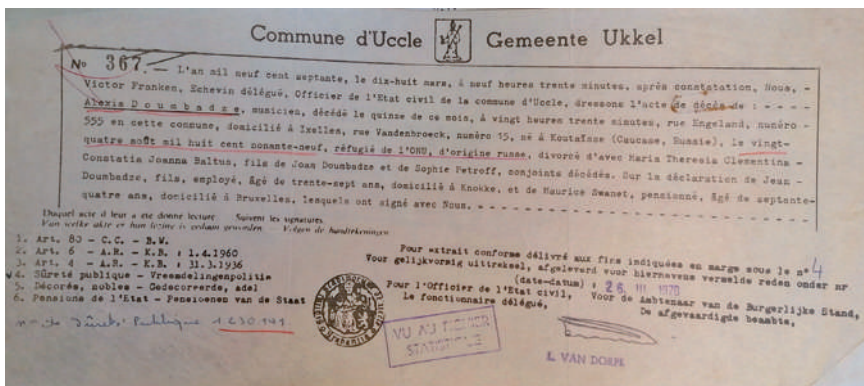 Commune d'Uccle Gemeente Ukkel
No 367.- L'an mil neuf cent septante, le dix-huit mars, à neuf heures trente minutes, après constatation, Nous, -
Victor Franken, Echevin délégué, Officier de l'Etat civil de la commune d'Uccle, dressons l'acte de décès de : - - - -
Alexis Doumbadze, musicien, décédé le quinze de ce mois, à vingt heures trente minutes, rue Engeland, numéro -
555 en cette commune, domicilié à Ixelles, rue Vandenbroeck, numéro 15, né à Koutaïsse (Caucase, Russie), le vingt-
quatre août mil huit cent nonante-neuf, réfugié de l'ONU, d'origine russe, divorcé d'avec Maria Theresia Clementina -
Constatia Joanna Baltus, fils de Joan Doumbadze et de Sophie Petroff, conjoints décédés. Sur la déclaration de Jean -
Doumbadze, fils, employé, âgé de trente-sept ans, domicilié à Knokke, et de Maurice Swanet, pensionné, âgé de septante-
quatre ans, domicilié à Bruxelles, lesquels ont signé avec Nous. - - - -
Duquel acte il leur a été donné lecture Suivent les signatures
Van welke akte er hun lezing is gedaan geworden - Volgen de handtekeningen
1. Art. 80 - C.C. - B.W.
2. Art. 6 - A.R. - K.B. : 1.4.1960
3. Art. 4 - A.R. - K.B. : 31.3.1936
4. Sûreté publique - Vreemdelingenpolitie
5. Décorés, nobles - Gedecoreerde, adel
6. Pensions de l'Etat - Pensioenen van de Staat
Sûreté Publique 1.230.141.
Pour extrait conforme délivré aux fins indiquées en marge sous le n° 4
Voor gelijkvorsig uittreksel, afgeleverd voor hiernevens vermelde reden onder nr
(date-datum) : 26 III 1970
Pour l'Officier de l'Etat civil, Voor de Ambtenaar van de Burgerlijke Stand,
Le fonctionnaire délégué, De afgevaardigde beambte,
VU AU FICHIER
STATISTIQUE
E. VAN DORPE